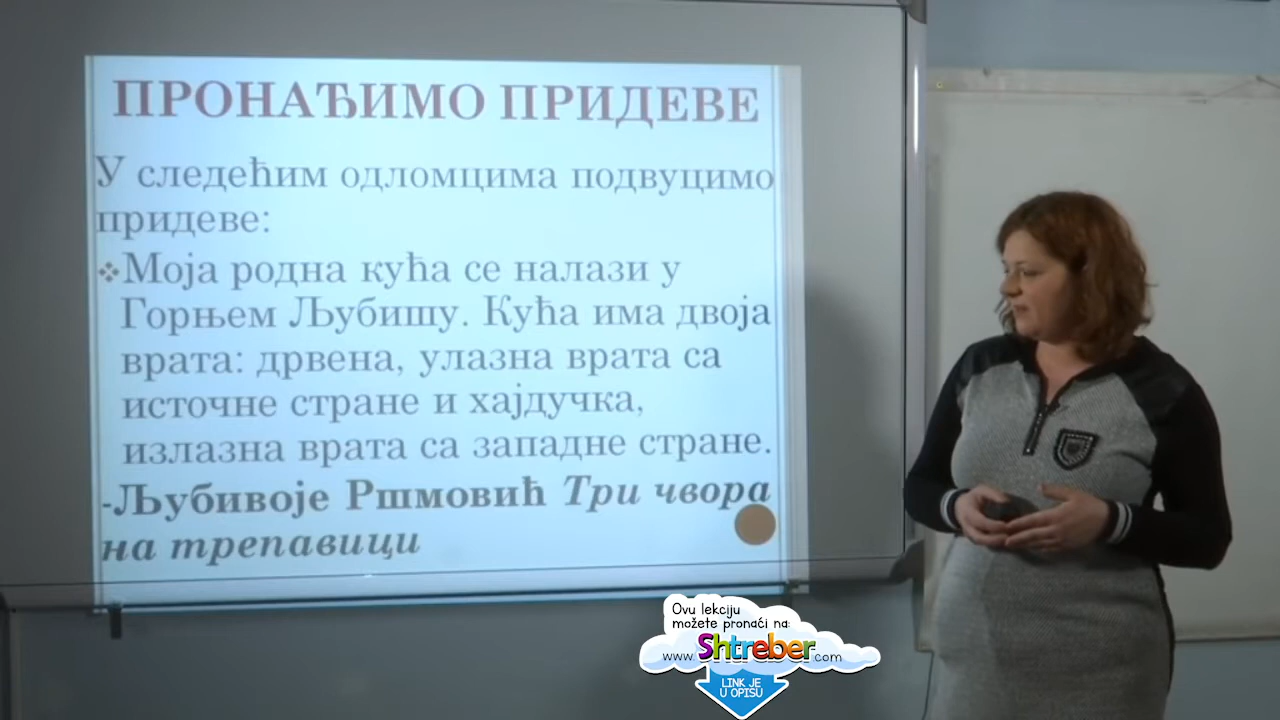 ПРОНАЂИМО ПРИДЕВЕ
У следећим одломцима подвуцимо
придеве:
Моја родна кућа се налази у
Горњем Љубишу. Кућа има двоја
врата: дрвена, улазна врата са
источне стране и хајдучка,
излазна врата са западне стране.
-Љубивоје Ршмовић Три чвора
на трепавици
Ovu lekciju
možete pronaći na:
www.Shtreber.com
LINK JE
U OPISU